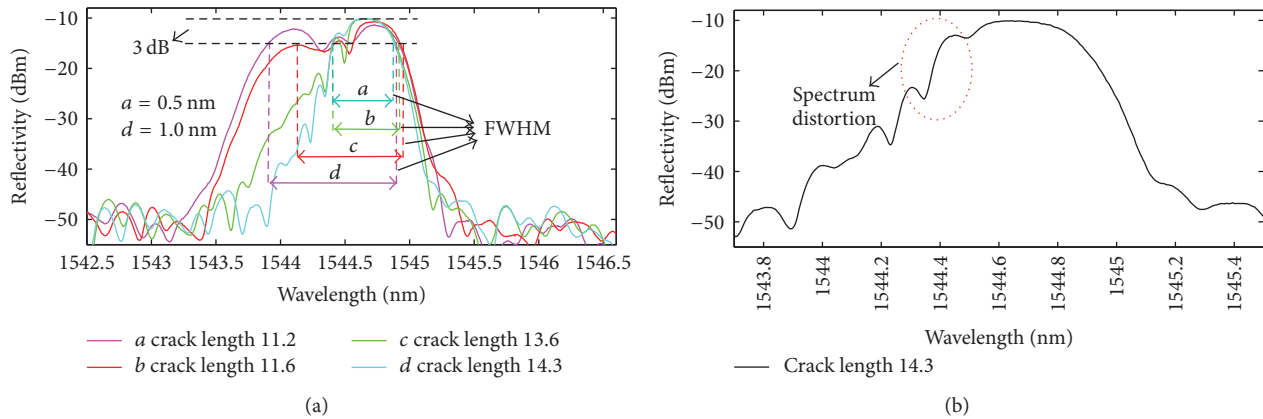 −10
−20
−30
−40
−50
Reflectivity (dBm)
3 dB
a = 0.5 nm
d = 1.0 nm
a
b
c
d
FWHM
1542.5 1543 1543.5 1544 1544.5 1545 1545.5 1546 1546.5
Wavelength (nm)
a crack length 11.2
b crack length 11.6
c crack length 13.6
d crack length 14.3
(a)
−10
−20
−30
−40
−50
Reflectivity (dBm)
Spectrum
distortion
1543.8 1544 1544.2 1544.4 1544.6 1544.8 1545 1545.2 1545.4
Wavelength (nm)
Crack length 14.3
(b)